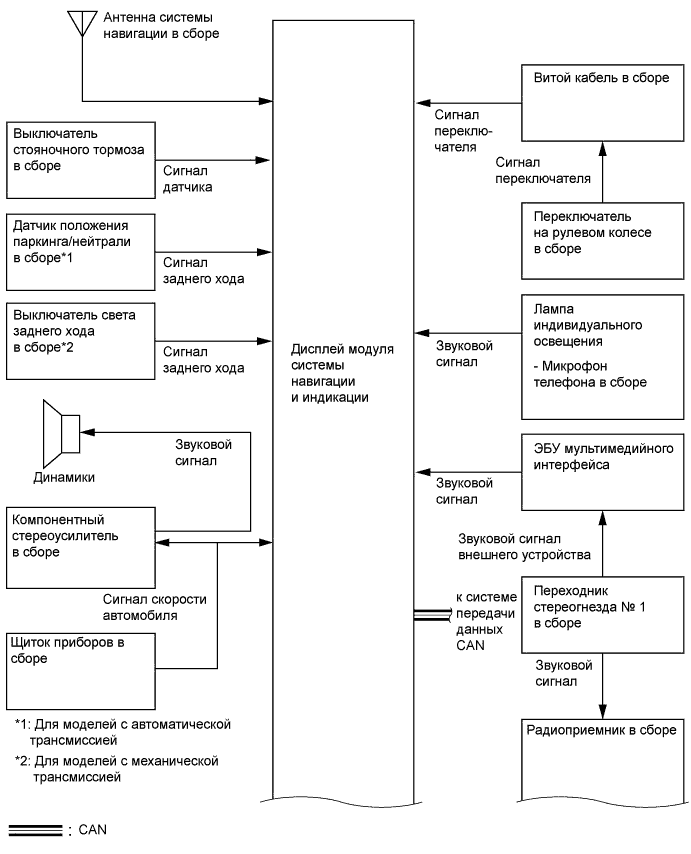 Антенна системы
навигации в сборе
Выключатель
стояночного тормоза
в сборе
Сигнал
датчика
Датчик положения
паркинга/нейтрали
в сборе*1
Сигнал
заднего хода
Выключатель света
заднего хода
в сборе*2
Сигнал
заднего хода
Динамики
Звуковой
сигнал
Компонентный
стереоусилитель
в сборе
Сигнал скорости
автомобиля
Щиток приборов в
сборе
*1: Для моделей с автоматической
трансмиссией
*2: Для моделей с механической
трансмиссией
: CAN
Дисплей модуля
системы
навигации
и индикации
Витой кабель в сборе
Сигнал
переклю-
чателя
Сигнал
переключателя
Переключатель
на рулевом колесе
в сборе
Лампа
индивидуального
освещения
- Микрофон
телефона в сборе
Звуковой
сигнал
ЭБУ мультимедийного
интерфейса
Звуковой
сигнал
Звуковой сигнал
внешнего устройства
Переходник
стереогнезда № 1
в сборе
к системе
передачи
данных
CAN
Звуковой
сигнал
Радиоприемник в сборе